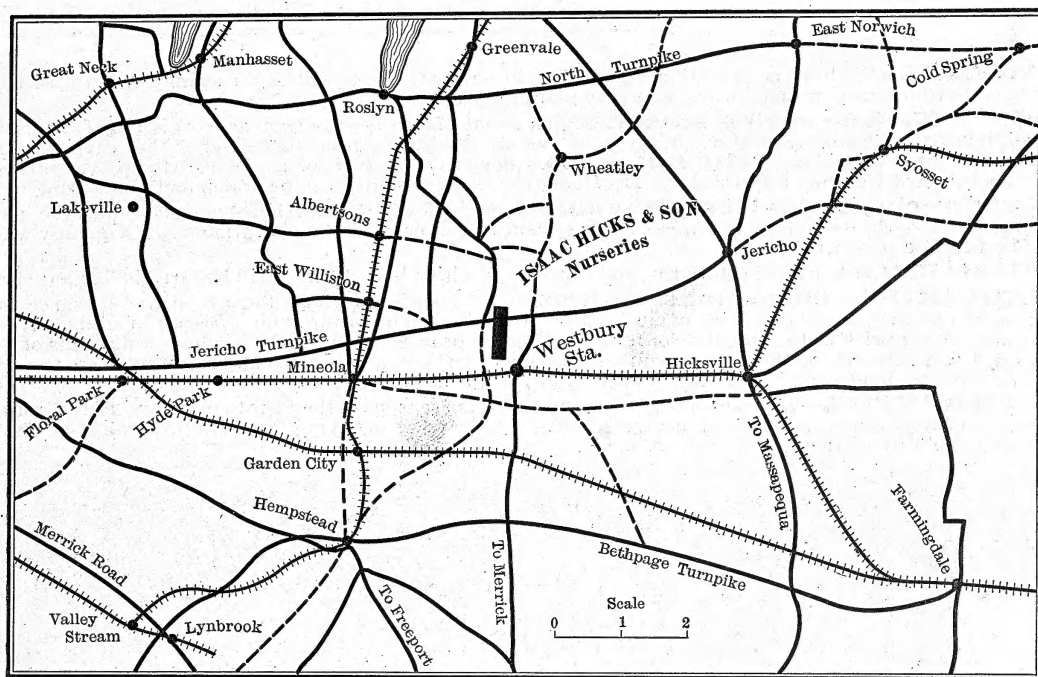 East Norwich
Greenvale
Manhasset
Great Neck
North Turnpike
Cold Spring
Roslyn
Wheatley
Syosset
Lakeville
Albertsons
ISAAC HICKS & SON
Nurseries
Jericho
East Williston
Jericho Turnpike
Westbury
Sta.
Mineola
Hicksville
Floral Park
Hyde Park
Garden City
To Massapequa
Hempstead
Farmingdale
Merrick Road
To Merrick
Bethpage Turnpike
To Freeport
Scale
0 1 2
Valley
Stream
Lynbrook